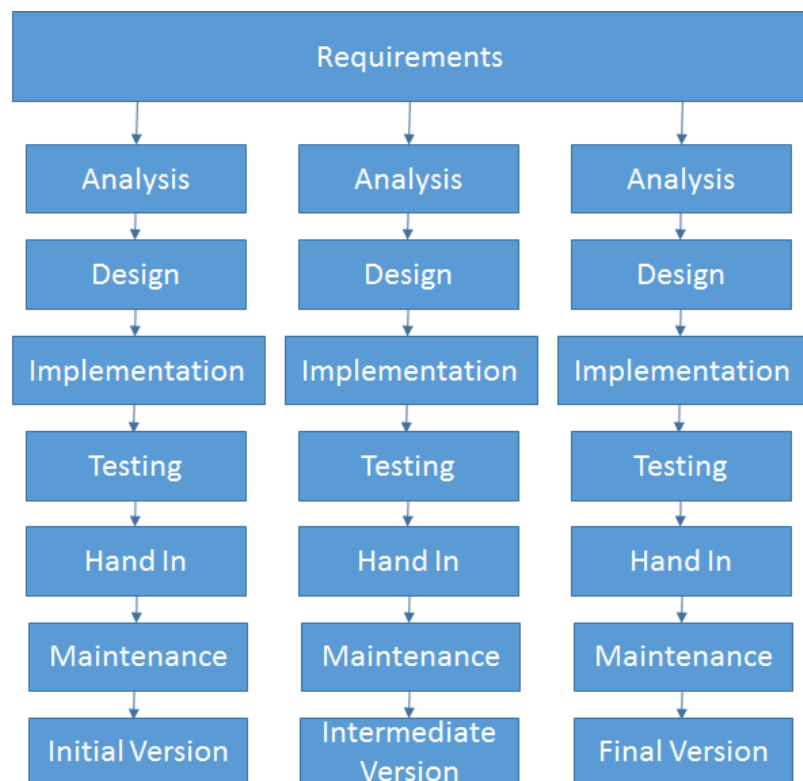 Requirements
Analysis
Analysis
Analysis
Design
Design
Design
Implementation
Implementation
Implementation
Testing
Testing
Testing
Hand In
Hand In
Hand In
Maintenance
Maintenance
Maintenance
Initial Version
Intermediate
Version
Final Version